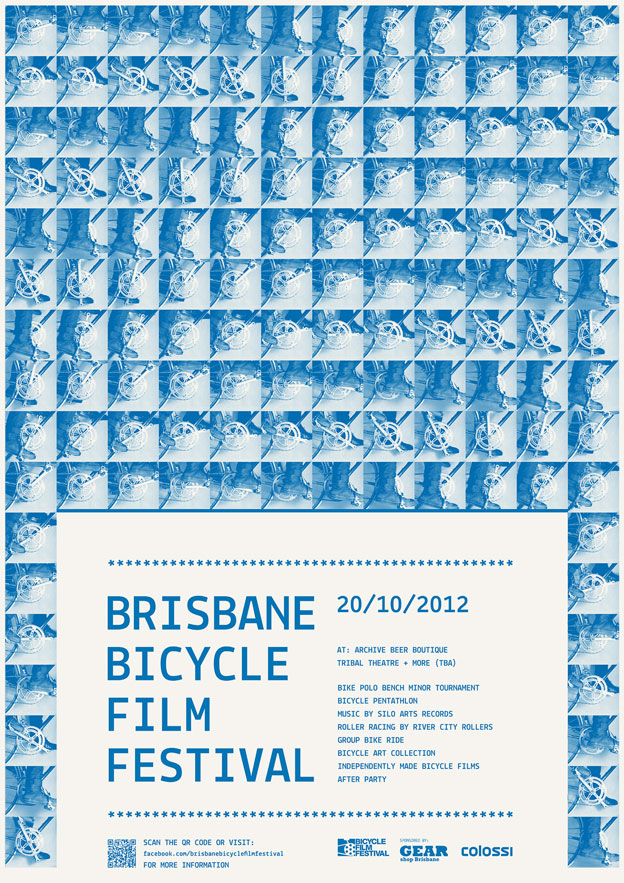 ****************************************************
BRISBANE
BICYCLE
FILM
FESTIVAL
20/10/2012
AT: ARCHIVE BEER BOUTIQUE
TRIBAL THEATRE + MORE (TBA)
BIKE POLO BENCH MINOR TOURNAMENT
BICYCLE PENTATHLON
MUSIC BY SILO ARTS RECORDS
ROLLER RACING BY RIVER CITY ROLLERS
GROUP BIKE RIDE
BICYCLE ART COLLECTION
INDEPENDENTLY MADE BICYCLE FILMS
AFTER PARTY
****************************************************
SCAN THE QR CODE OR VISIT:
facebook.com/brisbanebicyclefilmfestival
FOR MORE INFORMATION
BICYCLE
FILM
FESTIVAL
SPONSORED BY:
GEAR
shop Brisbane
colossi